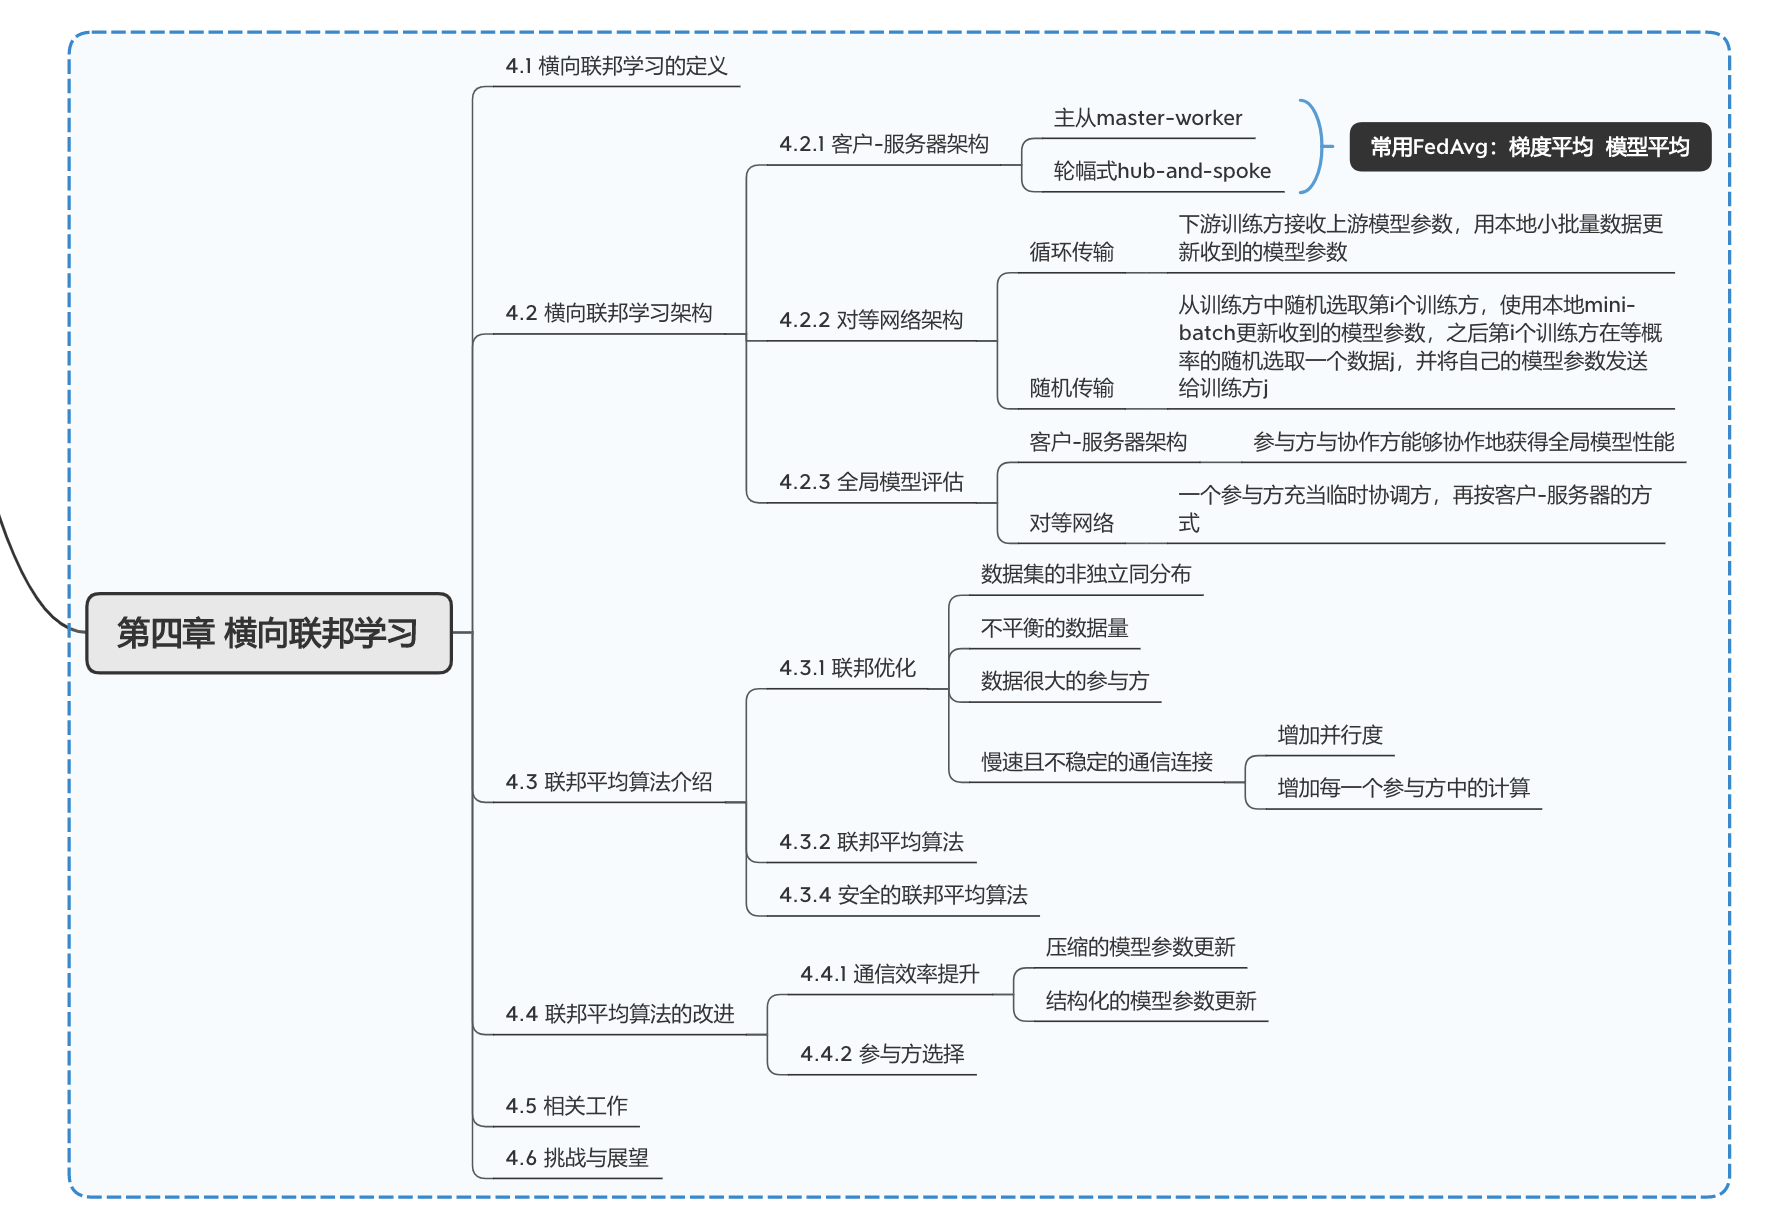 第四章 横向联邦学习
4.1 横向联邦学习的定义
4.2 横向联邦学习架构
4.2.1 客户-服务器架构
主从master-worker
轮幅式hub-and-spoke
常用FedAvg：梯度平均 模型平均
4.2.2 对等网络架构
循环传输
下游训练方接收上游模型参数，用本地小批量数据更
新收到的模型参数
随机传输
从训练方中随机选取第i个训练方，使用本地mini-
batch更新收到的模型参数，之后第i个训练方在等概
率的随机选取一个数据j，并将自己的模型参数发送
给训练方j
4.2.3 全局模型评估
客户-服务器架构
参与方与协作方能够协作地获得全局模型性能
对等网络
一个参与方充当临时协调方，再按客户-服务器的方
式
4.3 联邦平均算法介绍
4.3.1 联邦优化
数据集的非独立同分布
不平衡的数据量
数据很大的参与方
慢速且不稳定的通信连接
增加并行度
增加每一个参与方中的计算
4.3.2 联邦平均算法
4.3.4 安全的联邦平均算法
4.4 联邦平均算法的改进
4.4.1 通信效率提升
压缩的模型参数更新
结构化的模型参数更新
4.4.2 参与方选择
4.5 相关工作
4.6 挑战与展望